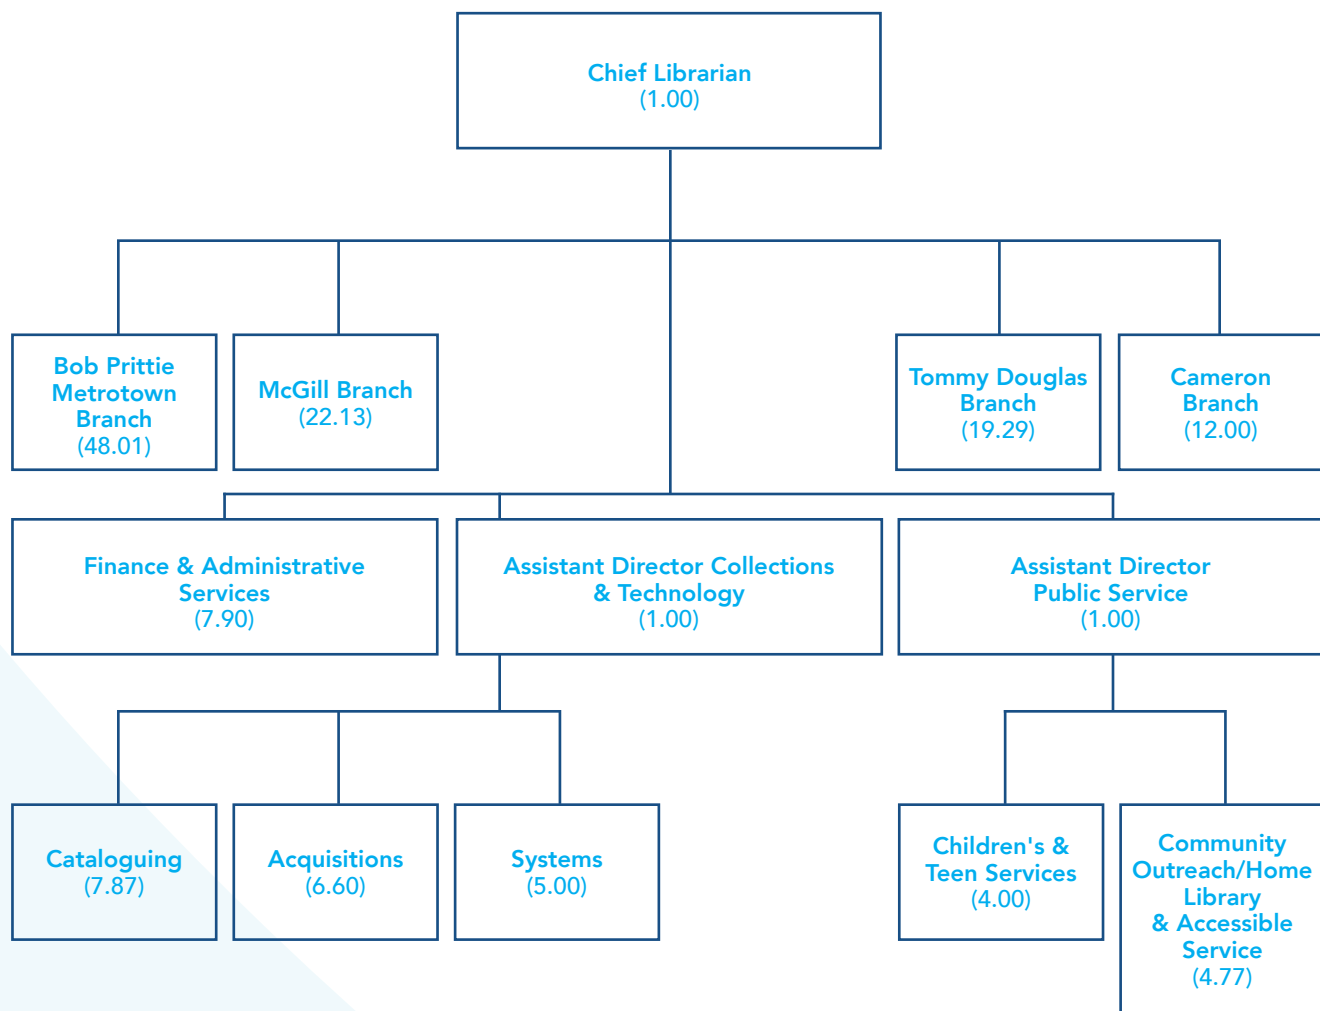 Chief Librarian
(1.00)
Bob Prittie
Metrotown
Branch
(48.01)
McGill Branch
(22.13)
Tommy Douglas
Branch
(19.29)
Cameron
Branch
(12.00)
Finance & Administrative
Services
(7.90)
Assistant Director Collections
& Technology
(1.00)
Assistant Director
Public Service
(1.00)
Cataloguing
(7.87)
Acquisitions
(6.60)
Systems
(5.00)
Children's &
Teen Services
(4.00)
Community
Outreach/Home
Library
& Accessible
Service
(4.77)